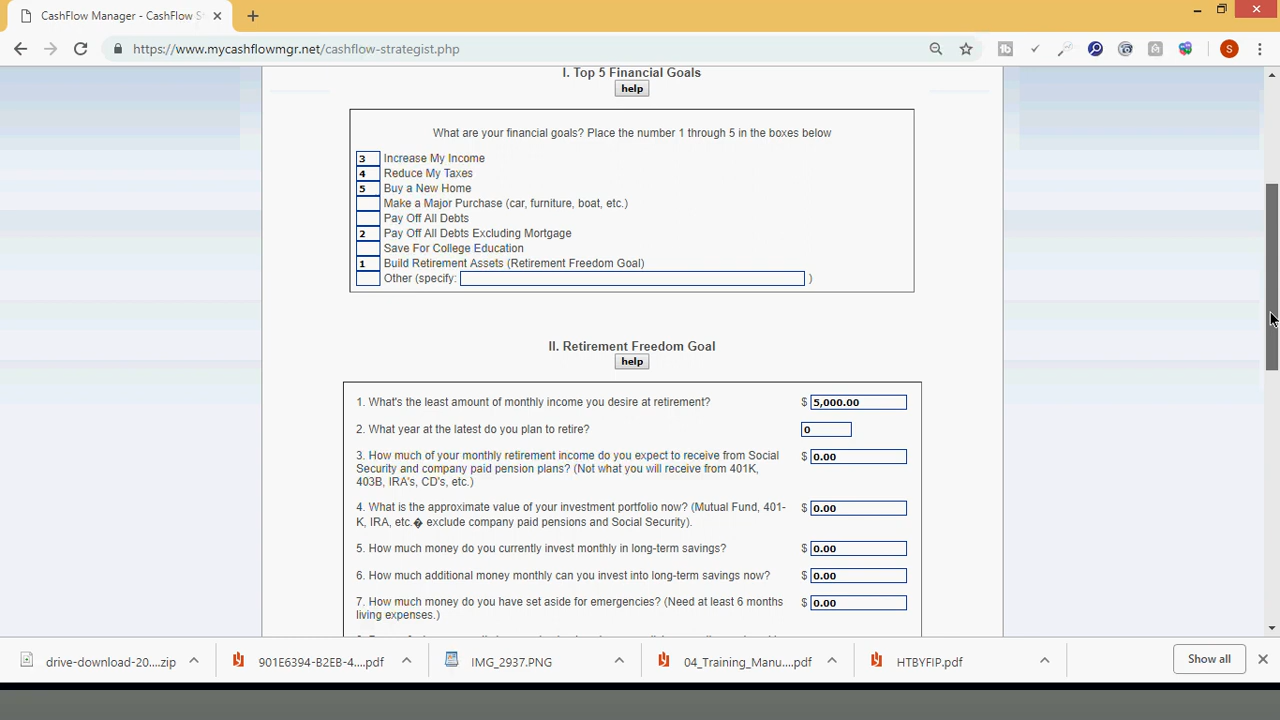 CashFlow Manager - CashFlow S
https://www.mycashflowmgr.net/cashflow-strategist.php
S
I. Top 5 Financial Goals
help
What are your financial goals? Place the number 1 through 5 in the boxes below
3 Increase My Income
4 Reduce My Taxes
5 Buy a New Home
Make a Major Purchase (car, furniture, boat, etc.)
Pay Off All Debts
2 Pay Off All Debts Excluding Mortgage
Save For College Education
1 Build Retirement Assets (Retirement Freedom Goal)
Other (specify: )
II. Retirement Freedom Goal
help
1. What's the least amount of monthly income you desire at retirement? $ 5,000.00
2. What year at the latest do you plan to retire? 0
3. How much of your monthly retirement income do you expect to receive from Social $ 0.00
Security and company paid pension plans? (Not what you will receive from 401K,
403B, IRA's, CD's, etc.)
4. What is the approximate value of your investment portfolio now? (Mutual Fund, 401- $ 0.00
K, IRA, etc.� exclude company paid pensions and Social Security).
5. How much money do you currently invest monthly in long-term savings? $ 0.00
6. How much additional money monthly can you invest into long-term savings now? $ 0.00
7. How much money do you have set aside for emergencies? (Need at least 6 months $ 0.00
living expenses.)
drive-download-20....zip
901E6394-B2EB-4....pdf
IMG_2937.PNG
04_Training_Manu....pdf
HTBYFIP.pdf
Show all